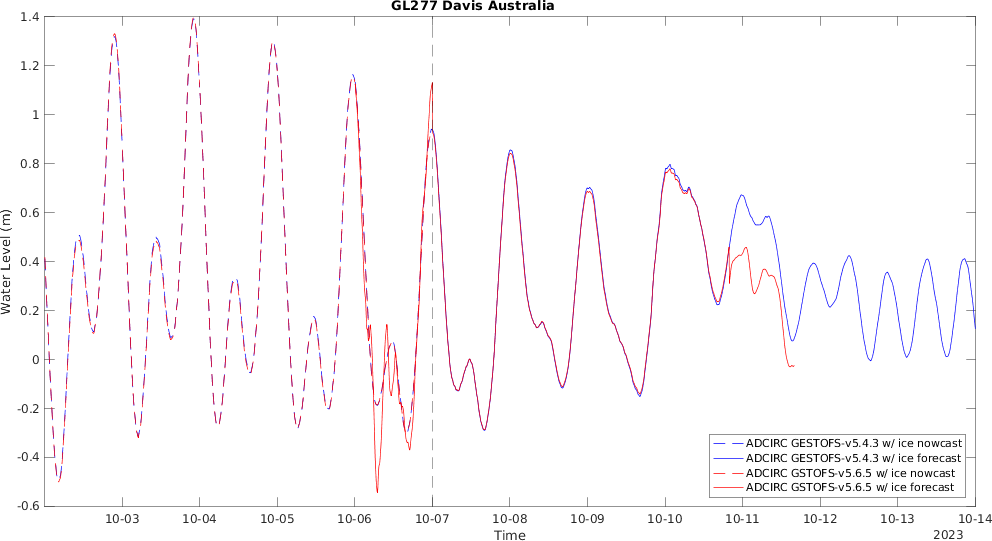 GL277 Davis Australia
Water Level (m)
1.4
1.2
1
0.8
0.6
0.4
0.2
0
-0.2
-0.4
-0.6
ADCIRC GESTOFS-v5.4.3 w/ ice nowcast
ADCIRC GESTOFS-v5.4.3 w/ ice forecast
ADCIRC GSTOFS-v5.6.5 w/ ice nowcast
ADCIRC GSTOFS-v5.6.5 w/ ice forecast
10-03 10-04 10-05 10-06 10-07 10-08 10-09 10-10 10-11 10-12 10-13 10-14
Time
2023